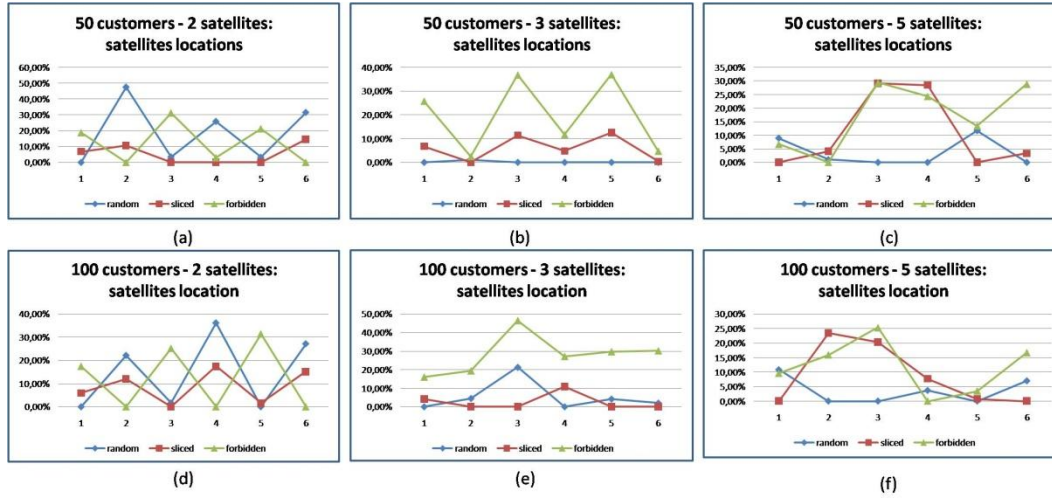 50 customers - 2 satellites:
satellites locations
60,00%
50,00%
40,00%
30,00%
20,00%
10,00%
0,00%
1 2 3 4 5 6
random sliced forbidden
(a)
50 customers - 3 satellites:
satellites locations
40,00%
30,00%
20,00%
10,00%
0,00%
1 2 3 4 5 6
random sliced forbidden
(b)
50 customers - 5 satellites:
satellites locations
35,00%
30,00%
25,00%
20,00%
15,00%
10,00%
5,00%
0,00%
1 2 3 4 5 6
random sliced forbidden
(c)
100 customers - 2 satellites:
satellites location
40,00%
30,00%
20,00%
10,00%
0,00%
1 2 3 4 5 6
random sliced forbidden
(d)
100 customers - 3 satellites:
satellites location
50,00%
40,00%
30,00%
20,00%
10,00%
0,00%
1 2 3 4 5 6
random sliced forbidden
(e)
100 customers - 5 satellites:
satellites location
30,00%
25,00%
20,00%
15,00%
10,00%
5,00%
0,00%
1 2 3 4 5 6
random sliced forbidden
(f)